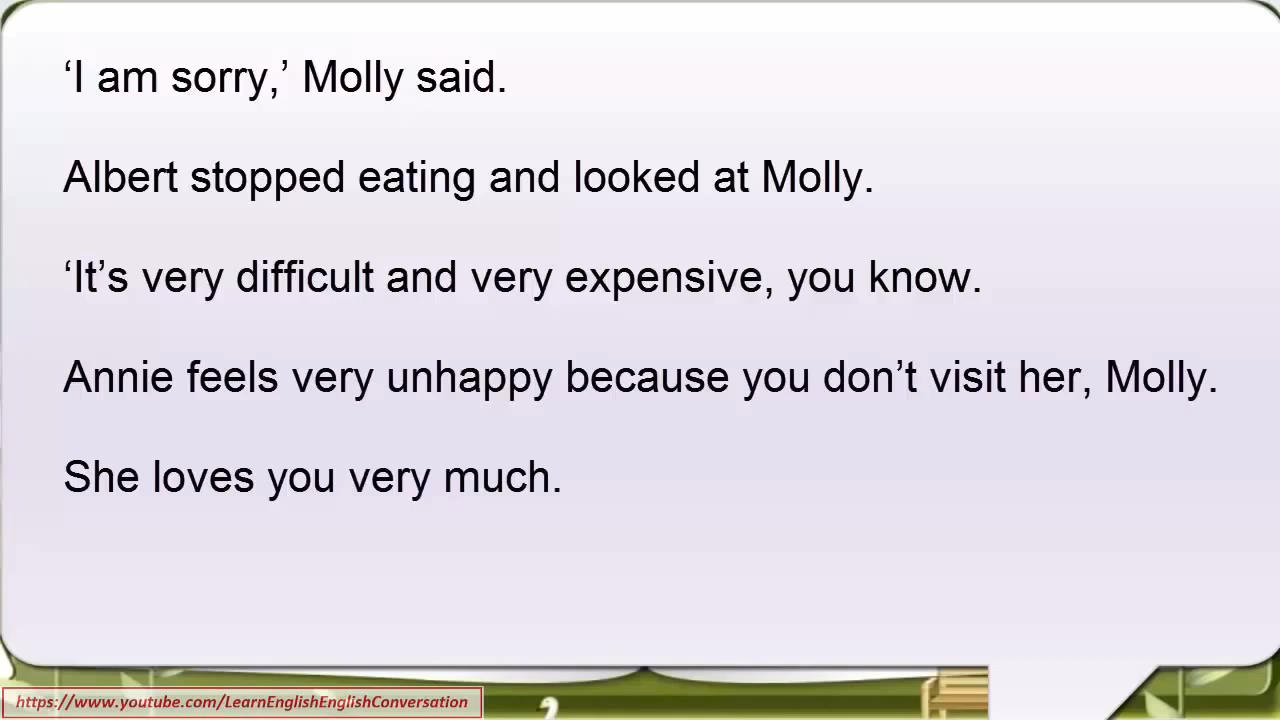 ‘I am sorry,’ Molly said.
Albert stopped eating and looked at Molly.
‘It’s very difficult and very expensive, you know.
Annie feels very unhappy because you don’t visit her, Molly.
She loves you very much.
https://www.youtube.com/LearnEnglishEnglishConversation